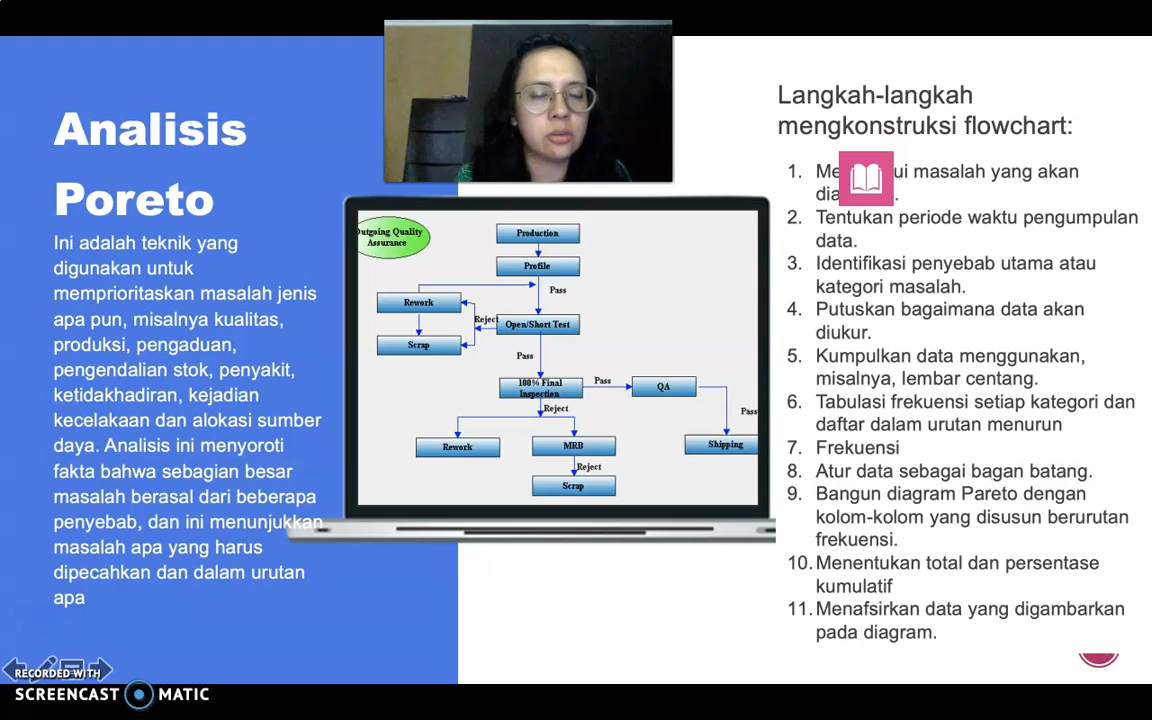 Analisis
Poreto
Ini adalah teknik yang
digunakan untuk
memprioritaskan masalah jenis
apa pun, misalnya kualitas,
produksi, pengaduan,
pengendalian stok, penyakit,
ketidakhadiran, kejadian
kecelakaan dan alokasi sumber
daya. Analisis ini menyoroti
fakta bahwa sebagian besar
masalah berasal dari beberapa
penyebab, dan ini menunjukkan
masalah apa yang harus
dipecahkan dan dalam urutan
apa
Outgoing Quality
Assurance
Production
Profile
Pass
Rework
Reject
Open/Short Test
Scrap
Pass
100% Final
Inspection
Pass
QA
Reject
Pass
Rework
MRB
Shipping
Reject
Scrap
Langkah-langkah
mengkonstruksi flowchart:
1. masalah yang akan
2. Tentukan periode waktu pengumpulan
data.
3. Identifikasi penyebab utama atau
kategori masalah.
4. Putuskan bagaimana data akan
diukur.
5. Kumpulkan data menggunakan,
misalnya, lembar centang.
6. Tabulasi frekuensi setiap kategori dan
daftar dalam urutan menurun
7. Frekuensi
8. Atur data sebagai bagan batang.
9. Bangun diagram Pareto dengan
kolom-kolom yang disusun berurutan
frekuensi.
10. Menentukan total dan persentase
kumulatif
11. Menafsirkan data yang digambarkan
pada diagram.
RECORDED WITH
SCREENCAST MATIC